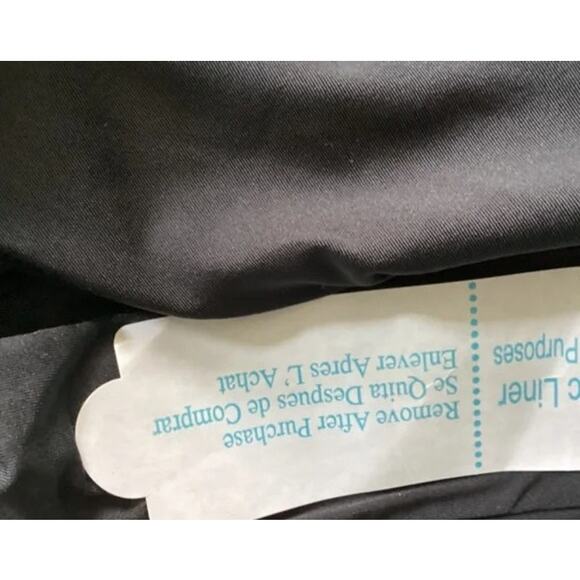 Remove After Purchase
Se Quita Despues de Comprar
Enlever Apres L'Achat
c Liner
Purposes